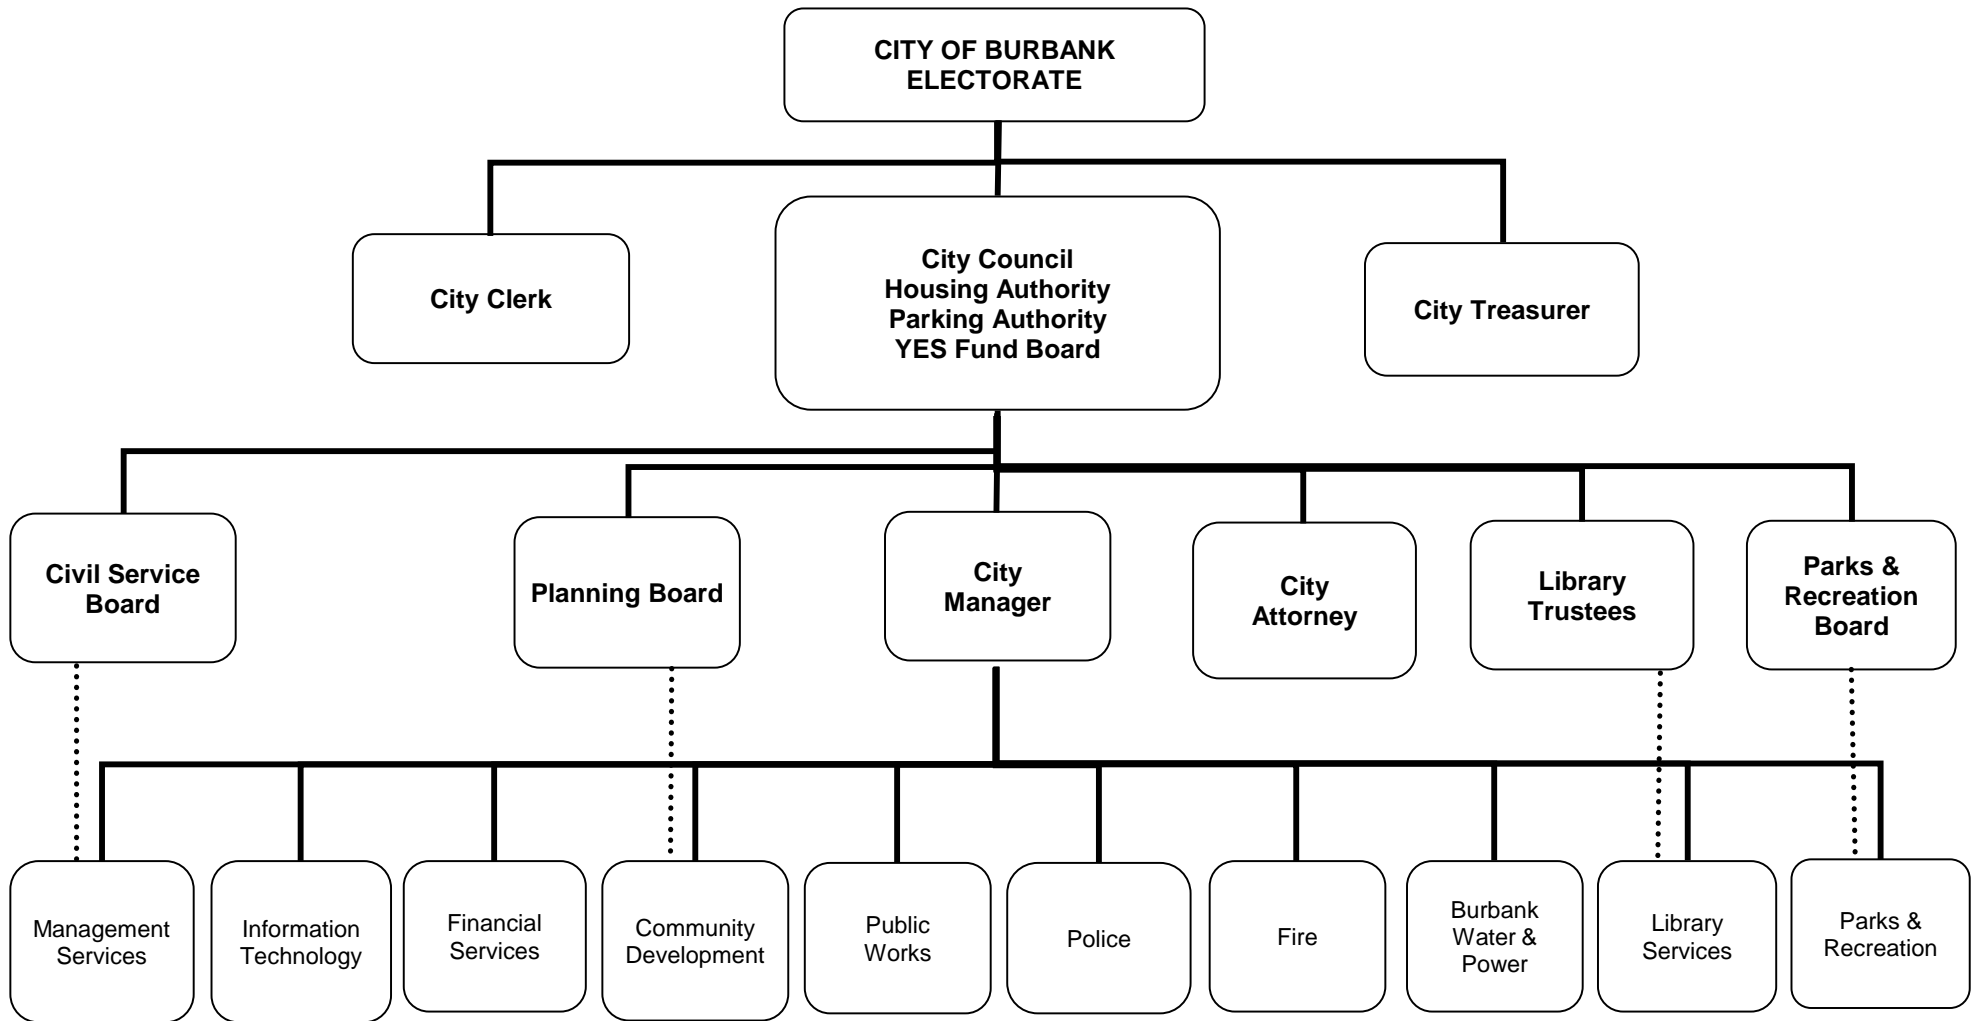 CITY OF BURBANK
ELECTORATE
City Clerk
City Council
Housing Authority
Parking Authority
YES Fund Board
City Treasurer
Civil Service
Board
Planning Board
City
Manager
City
Attorney
Library
Trustees
Parks &
Recreation
Board
Management
Services
Information
Technology
Financial
Services
Community
Development
Public
Works
Police
Fire
Burbank
Water &
Power
Library
Services
Parks &
Recreation